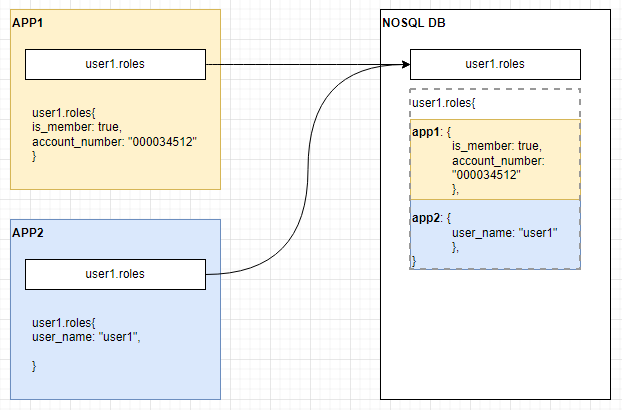 APP1
user1.roles
user1.roles{
is_member: true,
account_number: "000034512"
}
APP2
user1.roles
user1.roles{
user_name: "user1",
}
NOSQL DB
user1.roles
user1.roles{
app1: {
is_member: true,
account_number:
"000034512"
},
app2: {
user_name: "user1"
},
}